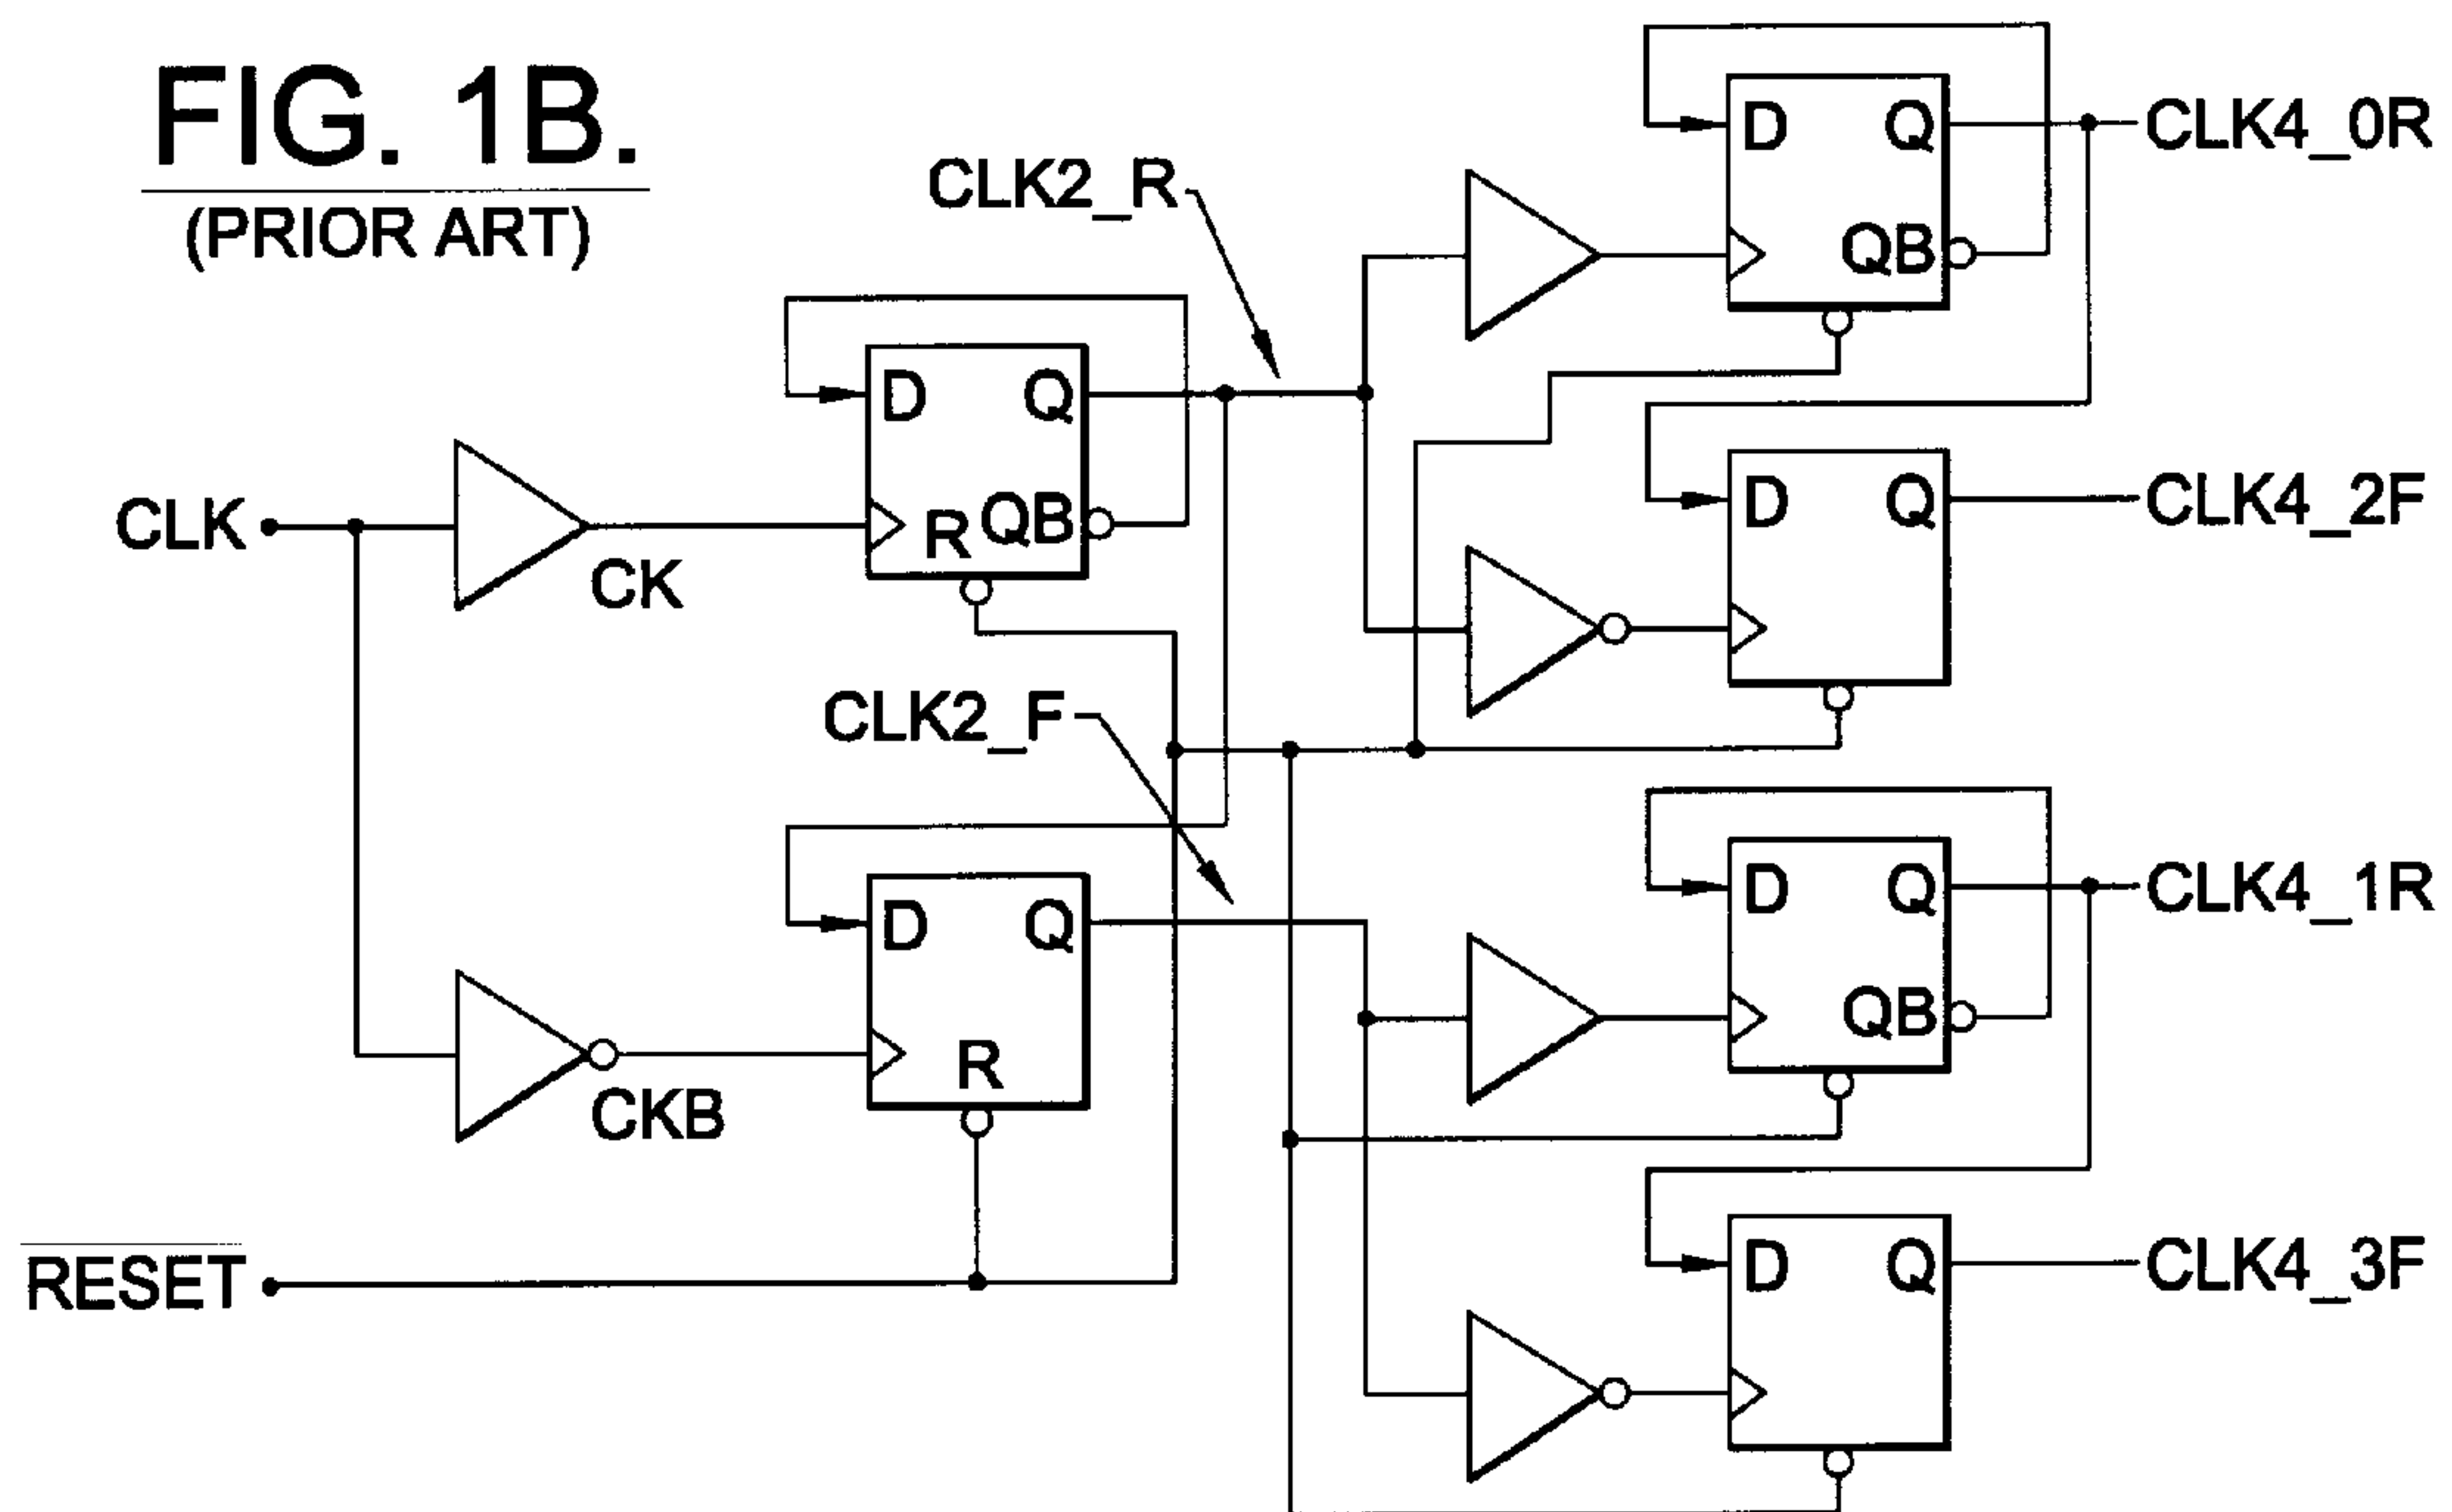 FIG. 1B.
(PRIOR ART)
CLK2_R
D Q
QB
CLK4_0R
D Q
R QB
CLK
CK
D Q
CLK4_2F
CLK2_F
D Q
QB
CLK4_1R
D Q
R
CKB
RESET
D Q
CLK4_3F